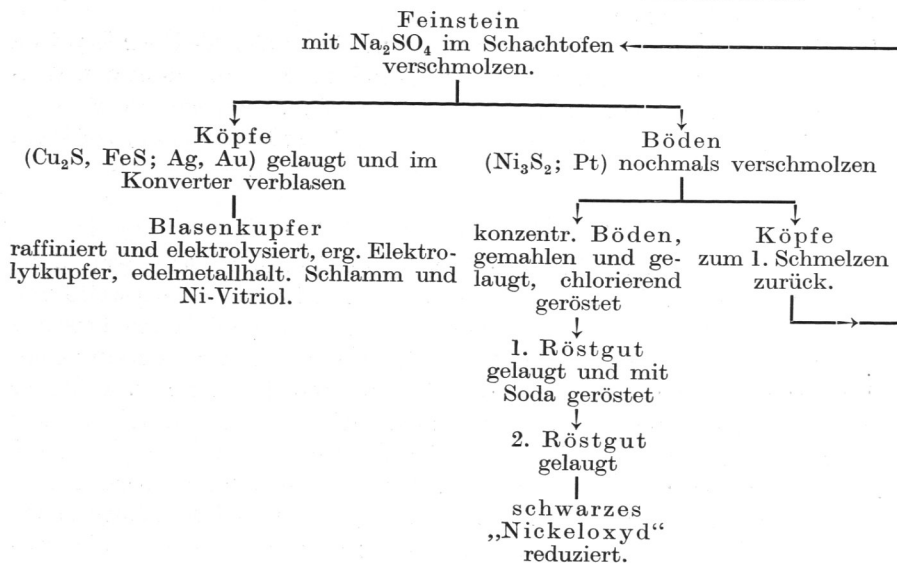 Feinstein
mit Na₂SO₄ im Schachtofen
verschmolzen.
Köpfe
(Cu₂S, FeS; Ag, Au) gelaugt und im
Konverter verblasen
Blasenkupfer
raffiniert und elektrolysiert, erg. Elektro-
lytkupfer, edelmetallhalt. Schlamm und
Ni-Vitriol.
Böden
(Ni₃S₂; Pt) nochmals verschmolzen
konzentr. Böden,
gemahlen und ge-
laugt, chlorierend
geröstet
1. Röstgut
gelaugt und mit
Soda geröstet
2. Röstgut
gelaugt
schwarzes
„Nickeloxyd“
reduziert.
Köpfe
zum 1. Schmelzen
zurück.